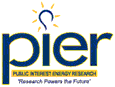 pier
PUBLIC INTEREST ENERGY RESEARCH
"Research Powers the Future"